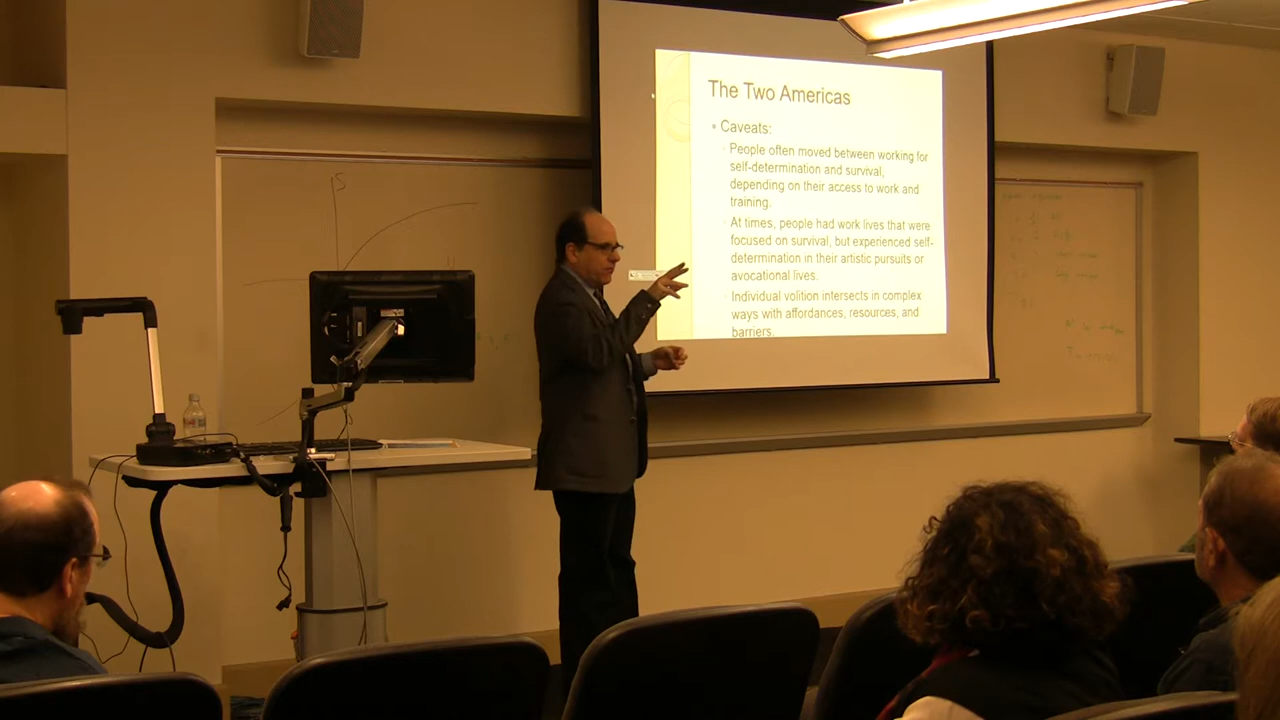 The Two Americas
• Caveats:
People often moved between working for
self-determination and survival,
depending on their access to work and
training.
At times, people had work lives that were
focused on survival, but experienced self-
determination in their artistic pursuits or
avocational lives.
Individual volition intersects in complex
ways with affordances, resources, and
barriers.
S